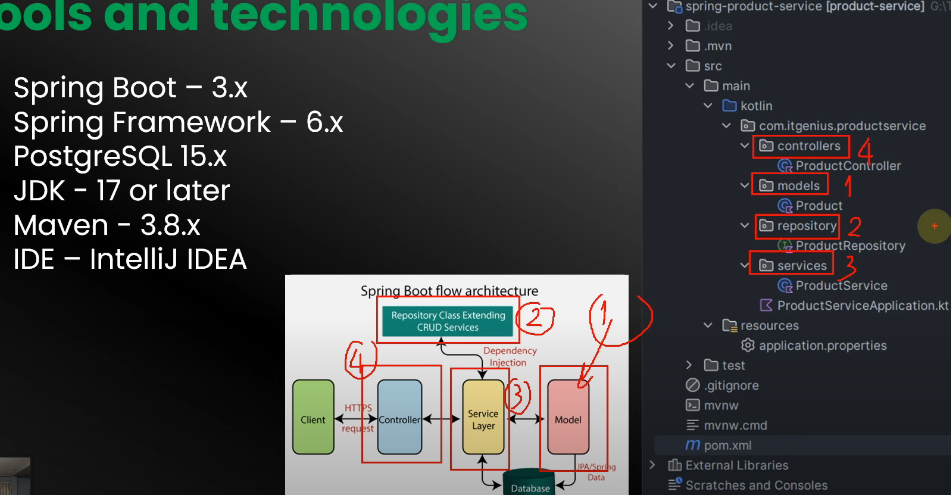 ools and technologies
Spring Boot – 3.x
Spring Framework – 6.x
PostgreSQL 15.x
JDK - 17 or later
Maven - 3.8.x
IDE – IntelliJ IDEA
Spring Boot flow architecture
Repository Class Extending
CRUD Services
2
1
Dependency
Injection
4
3
Client
HTTPS
request
Controller
Service
Layer
Model
JPA/Spring
Data
Database
spring-product-service [product-service]
.idea
.mvn
src
main
kotlin
com.itgenius.productservice
controllers 4
ProductController
models 1
Product
repository 2
ProductRepository
services 3
ProductService
ProductServiceApplication.kt
resources
application.properties
test
.gitignore
mvnw
mvnw.cmd
pom.xml
External Libraries
Scratches and Consoles